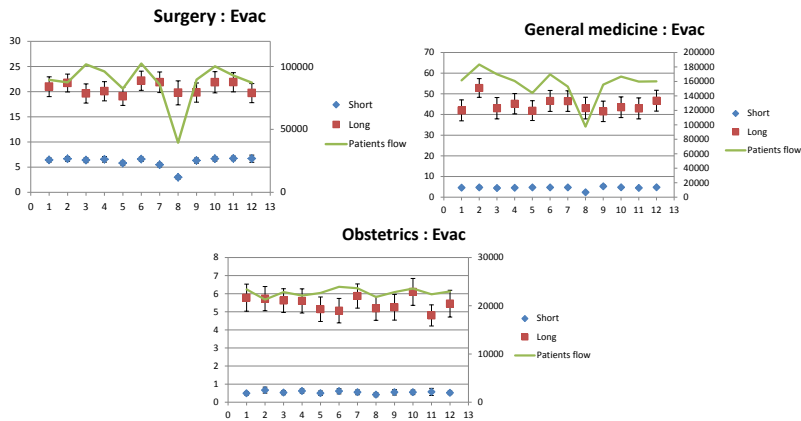 Surgery : Evac
30
25
20
15
10
5
0
100000
50000
0
0 1 2 3 4 5 6 7 8 9 10 11 12 13
Short
Long
Patients flow
General medicine : Evac
70
60
50
40
30
20
10
0
200000
180000
160000
140000
120000
100000
80000
60000
40000
20000
0
0 1 2 3 4 5 6 7 8 9 10 11 12 13
Short
Long
Patients flow
Obstetrics : Evac
8
7
6
5
4
3
2
1
0
30000
20000
10000
0
0 1 2 3 4 5 6 7 8 9 10 11 12 13
Short
Long
Patients flow